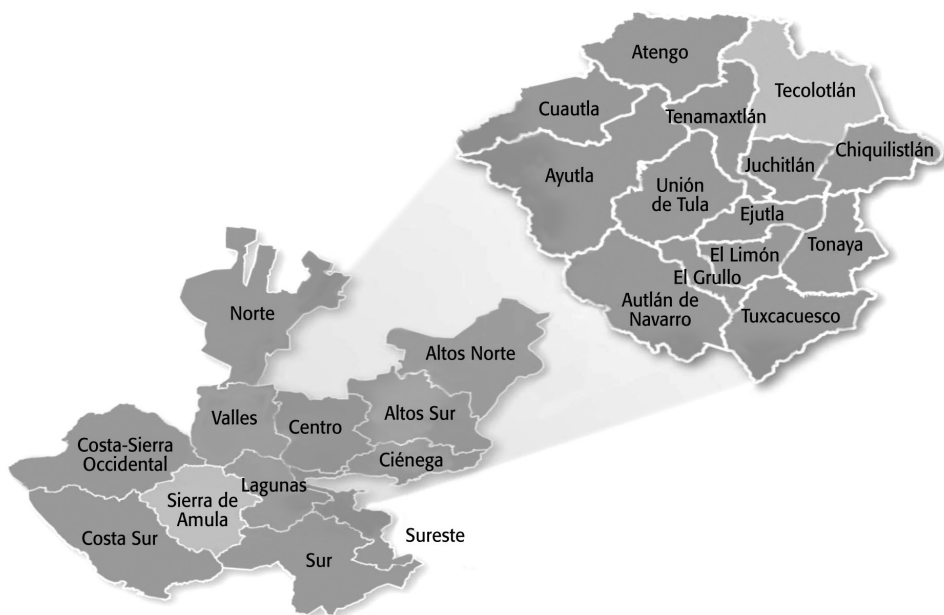 Atengo
Tecolotlán
Cuautla
Tenamaxtlán
Chiquilistlán
Juchitlán
Ayutla
Unión
de Tula
Ejutla
Tonaya
El Limón
El Grullo
Autlán de
Navarro
Tuxcacuesco
Norte
Altos Norte
Valles
Altos Sur
Centro
Costa-Sierra
Occidental
Ciénega
Lagunas
Sierra de
Amula
Costa Sur
Sureste
Sur